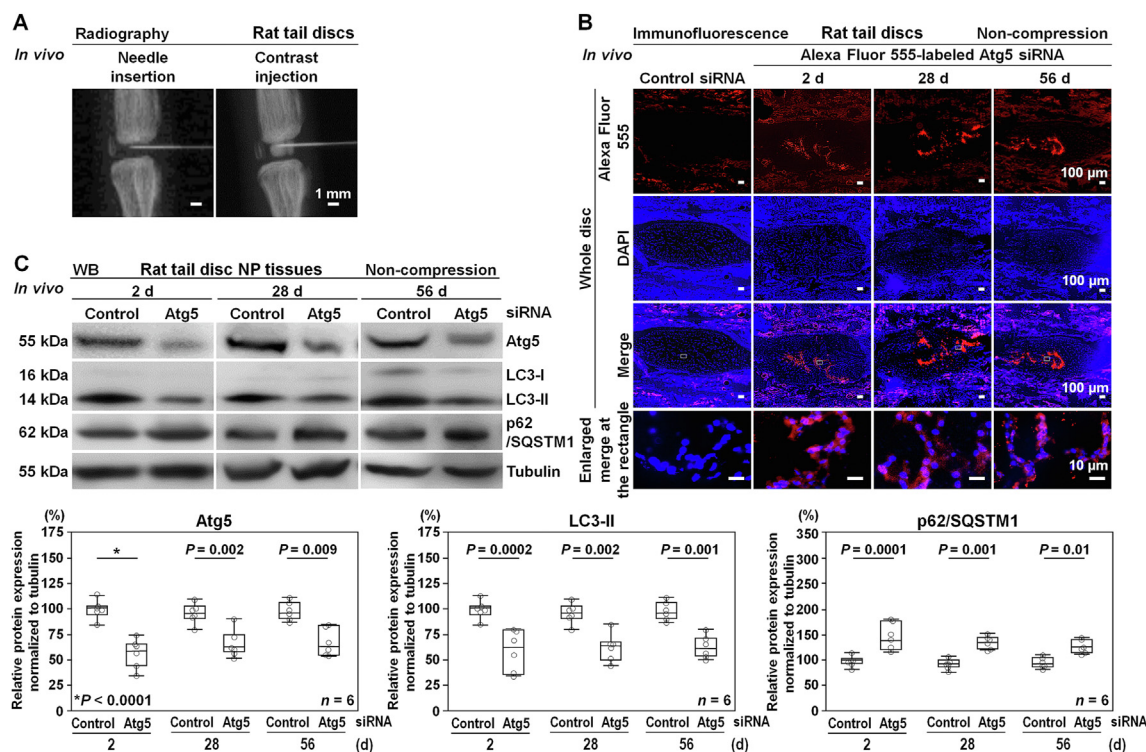 A
Radiography Rat tail discs
In vivo
Needle insertion
Contrast injection
1 mm
B
Immunofluorescence Rat tail discs Non-compression
In vivo
Alexa Fluor 555-labeled Atg5 siRNA
Control siRNA 2 d 28 d 56 d
Whole disc
Alexa Fluor 555
100 µm
DAPI
100 µm
Merge
100 µm
Enlarged merge at the rectangle
10 µm
C
WB Rat tail disc NP tissues Non-compression
In vivo
2 d 28 d 56 d
Control Atg5 Control Atg5 Control Atg5 siRNA
55 kDa Atg5
16 kDa LC3-I
14 kDa LC3-II
62 kDa p62
/SQSTM1
55 kDa Tubulin
(%)
Atg5
Relative protein expression
normalized to tubulin
175
150
125
100
75
50
25
0
* P = 0.002 P = 0.009
*P < 0.0001 n = 6
Control Atg5 Control Atg5 Control Atg5 siRNA
2 28 56 (d)
(%)
LC3-II
Relative protein expression
normalized to tubulin
175
150
125
100
75
50
25
0
P = 0.0002 P = 0.002 P = 0.001
n = 6
Control Atg5 Control Atg5 Control Atg5 siRNA
2 28 56 (d)
(%)
p62/SQSTM1
Relative protein expression
normalized to tubulin
350
300
250
200
150
100
50
0
P = 0.0001 P = 0.001 P = 0.01
n = 6
Control Atg5 Control Atg5 Control Atg5 siRNA
2 28 56 (d)